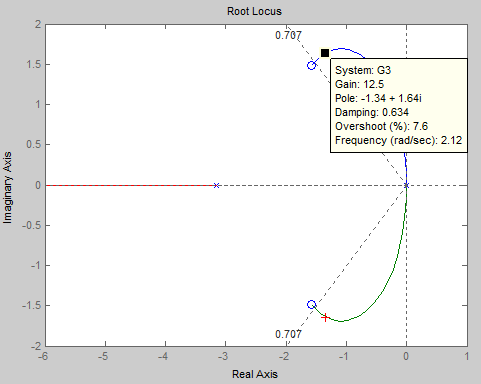 Root Locus
0.707
System: G3
Gain: 12.5
Pole: -1.34 + 1.64i
Damping: 0.634
Overshoot (%): 7.6
Frequency (rad/sec): 2.12
0.707
2
1.5
1
0.5
0
-0.5
-1
-1.5
-2
Imaginary Axis
-6
-5
-4
-3
-2
-1
0
1
Real Axis